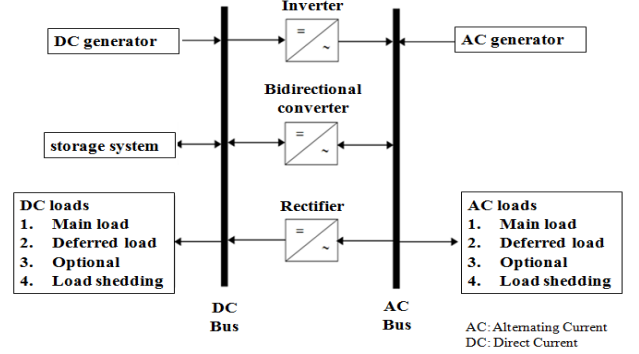 Inverter
=
~
DC generator
AC generator
Bidirectional
converter
=
~
storage system
Rectifier
=
~
DC loads
1. Main load
2. Deferred load
3. Optional
4. Load shedding
AC loads
1. Main load
2. Deferred load
3. Optional
4. Load shedding
DC
Bus
AC
Bus
AC: Alternating Current
DC: Direct Current